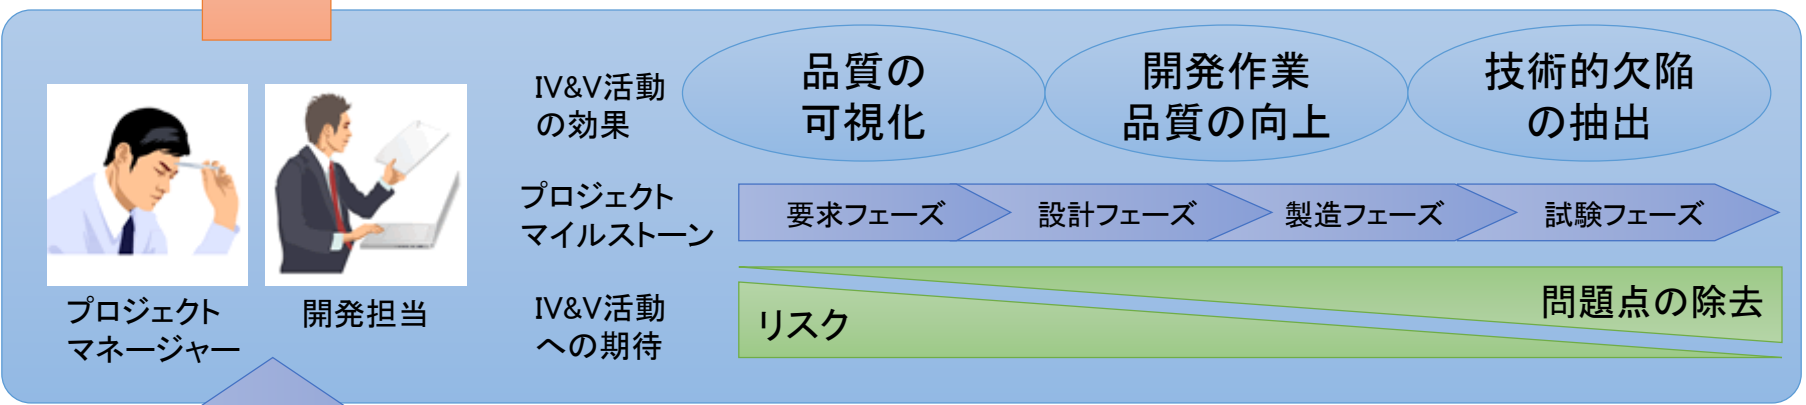 IV&V活動
の効果
品質の
可視化
開発作業
品質の向上
技術的欠陥
の抽出
プロジェクト
マイルストーン
要求フェーズ
設計フェーズ
製造フェーズ
試験フェーズ
プロジェクト
マネージャー
開発担当
IV&V活動
への期待
リスク
問題点の除去